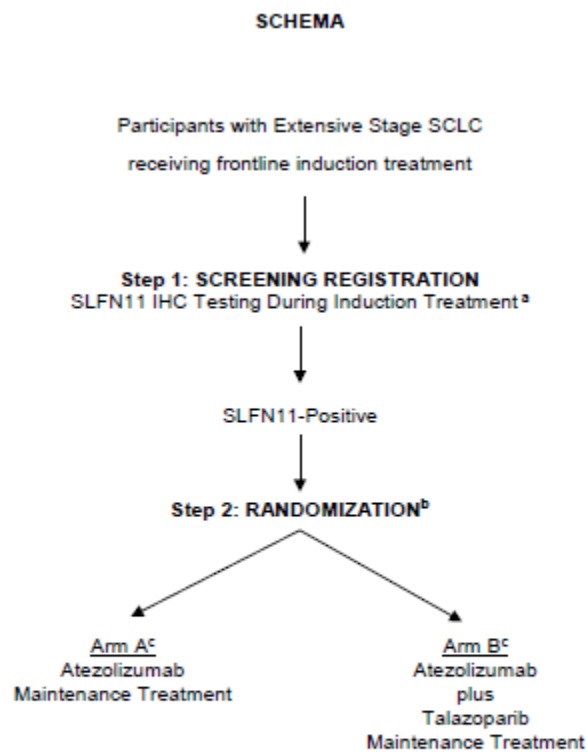 SCHEMA
Participants with Extensive Stage SCLC
receiving frontline induction treatment
Step 1: SCREENING REGISTRATION
SLFN11 IHC Testing During Induction Treatment a
SLFN11-Positive
Step 2: RANDOMIZATION b
Arm A c
Atezolizumab
Maintenance Treatment
Arm B c
Atezolizumab
plus
Talazoparib
Maintenance Treatment